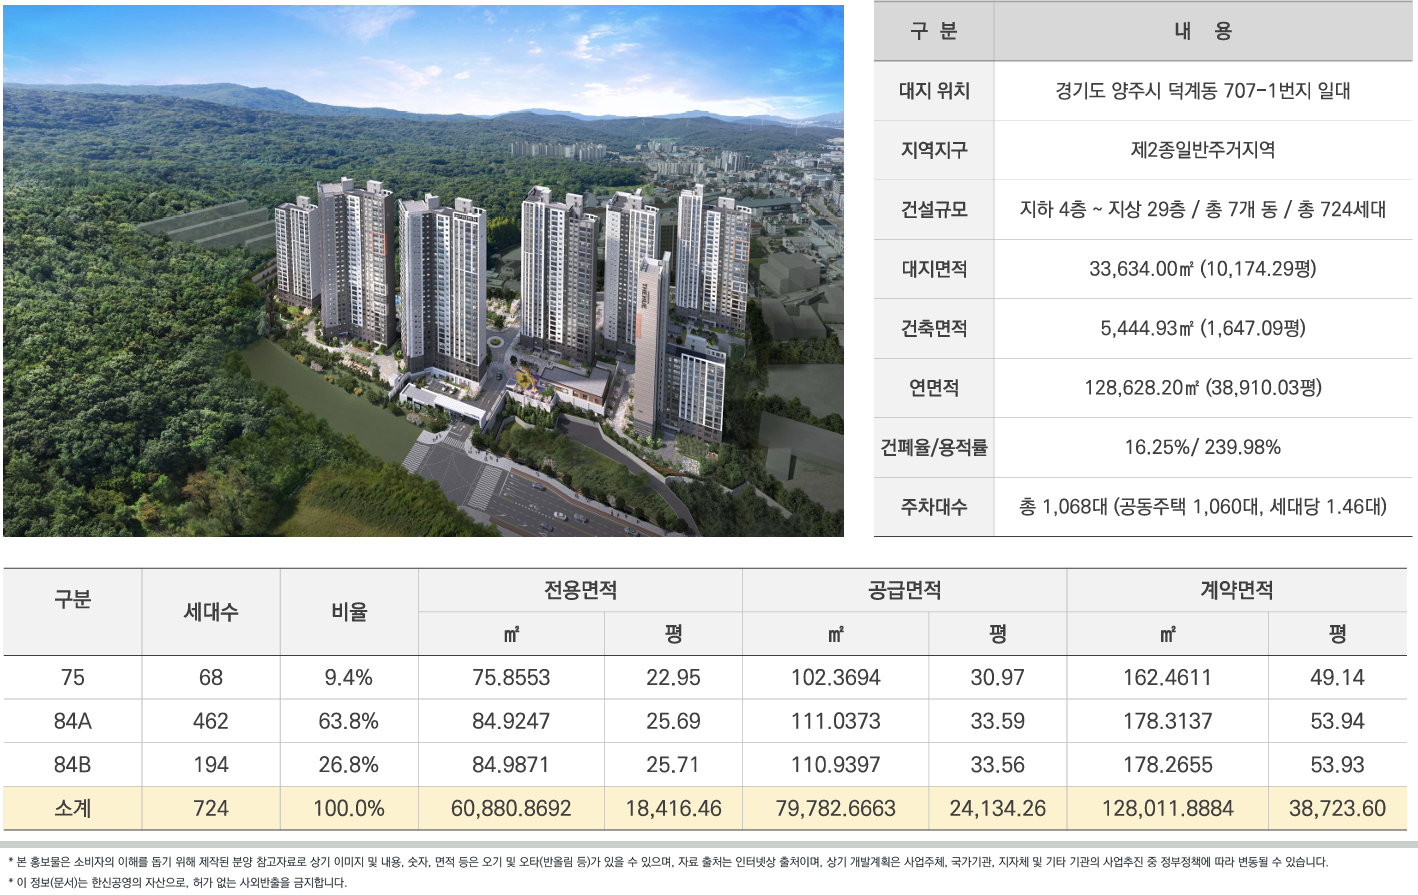 구 분 내 용
대지 위치 경기도 양주시 덕계동 707-1번지 일대
지역지구 제2종일반주거지역
건설규모 지하 4층 ~ 지상 29층 / 총 7개 동 / 총 724세대
대지면적 33,634.00㎡ (10,174.29평)
건축면적 5,444.93㎡ (1,647.09평)
연면적 128,628.20㎡ (38,910.03평)
건폐율/용적률 16.25%/ 239.98%
주차대수 총 1,068대 (공동주택 1,060대, 세대당 1.46대)
THE HUE
구분 세대수 비율 전용면적 공급면적 계약면적
㎡ 평 ㎡ 평 ㎡ 평
75 68 9.4% 75.8553 22.95 102.3694 30.97 162.4611 49.14
84A 462 63.8% 84.9247 25.69 111.0373 33.59 178.3137 53.94
84B 194 26.8% 84.9871 25.71 110.9397 33.56 178.2655 53.93
소계 724 100.0% 60,880.8692 18,416.46 79,782.6663 24,134.26 128,011.8884 38,723.60
* 본 홍보물은 소비자의 이해를 돕기 위해 제작된 분양 참고자료로 상기 이미지 및 내용, 숫자, 면적 등은 오기 및 오타(반올림 등)가 있을 수 있으며, 자료 출처는 인터넷상 출처이며, 상기 개발계획은 사업주체, 국가기관, 지자체 및 기타 기관의 사업추진 중 정부정책에 따라 변동될 수 있습니다.
* 이 정보(문서)는 한신공영의 자산으로, 허가 없는 사외반출을 금지합니다.